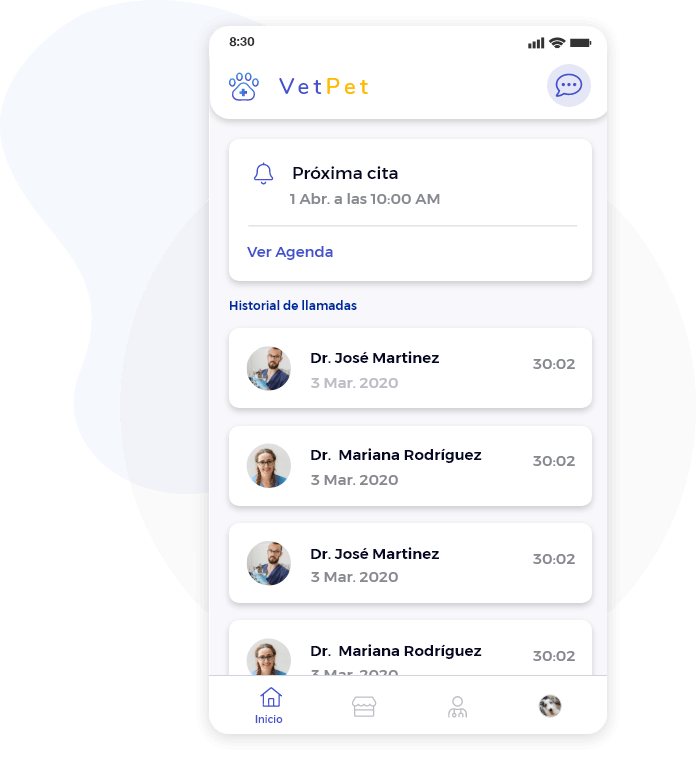 8:30
VetPet
Próxima cita
1 Abr. a las 10:00 AM
Ver Agenda
Historial de llamadas
Dr. José Martinez
30:02
3 Mar. 2020
Dr.  Mariana Rodríguez
30:02
3 Mar. 2020
Dr. José Martinez
30:02
3 Mar. 2020
Dr.  Mariana Rodríguez
30:02
3 Mar. 2020
Inicio